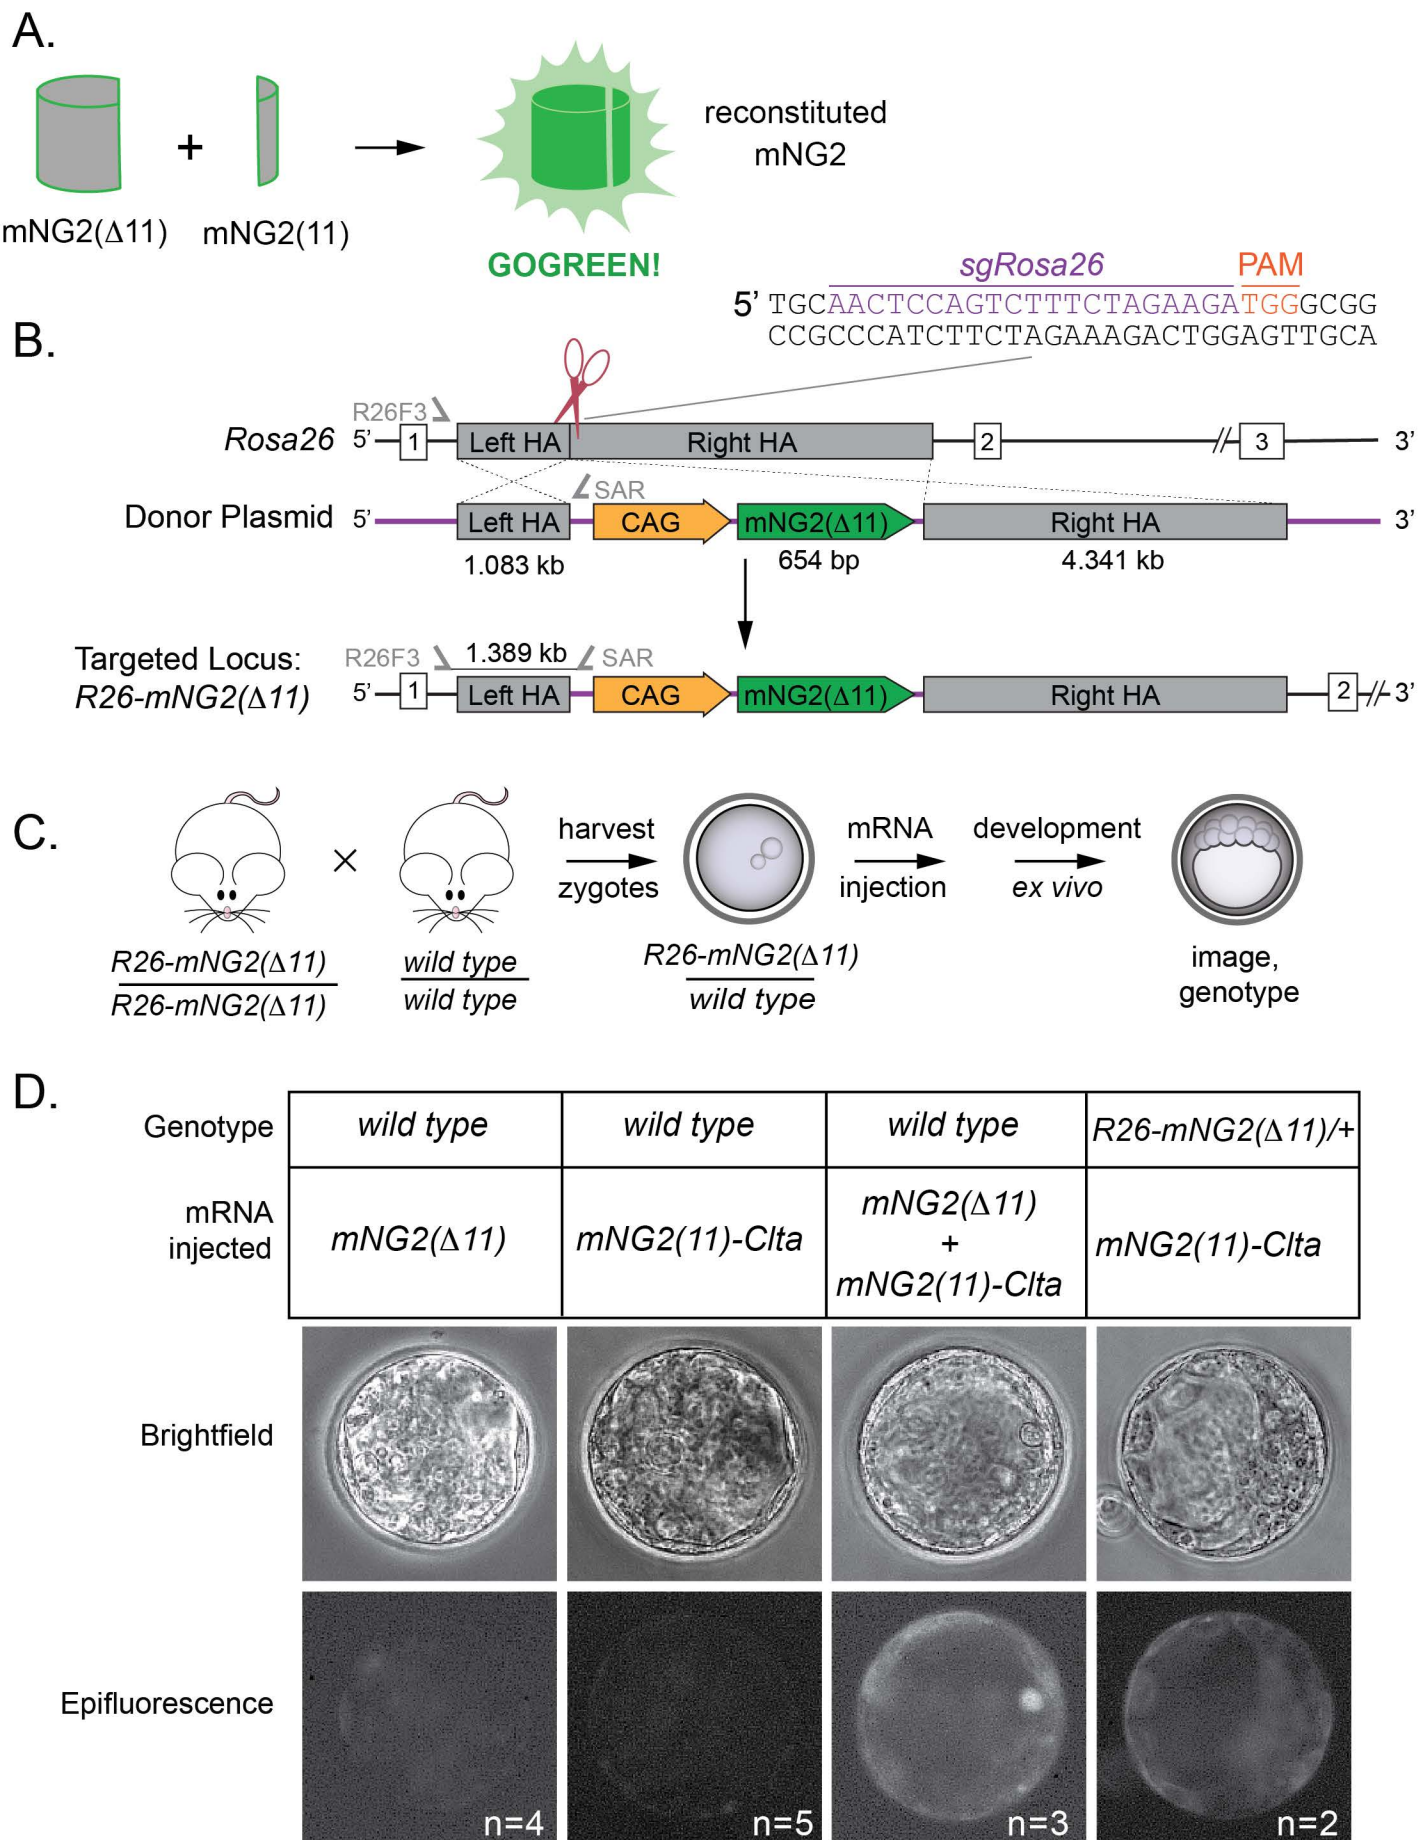 A.
+
reconstituted
mNG2
mNG2(Δ11)
mNG2(11)
GOGREEN!
sgRosa26
PAM
5’ TGCAACTCCAGTCTTTCTAGAAGATGGGCGG
CCGCCCATCTTCTAGAAAGACTGGAGTTGCA
B.
R26F3
Rosa26 5’ 1 Left HA Right HA 2 // 3 3’
SAR
Donor Plasmid 5’ Left HA CAG mNG2(Δ11) Right HA 3’
1.083 kb 654 bp 4.341 kb
Targeted Locus:
R26-mNG2(Δ11)
R26F3 1.389 kb SAR
5’ 1 Left HA CAG mNG2(Δ11) Right HA 2 // 3’
C.
×
harvest
zygotes
mRNA
injection
development
ex vivo
R26-mNG2(Δ11)
R26-mNG2(Δ11)
wild type
wild type
R26-mNG2(Δ11)
wild type
image,
genotype
D.
Genotype wild type wild type wild type R26-mNG2(Δ11)/+
mRNA
injected
mNG2(Δ11)
mNG2(11)-Clta
mNG2(Δ11)
+
mNG2(11)-Clta
mNG2(11)-Clta
Brightfield
Epifluorescence
n=4 n=5 n=3 n=2